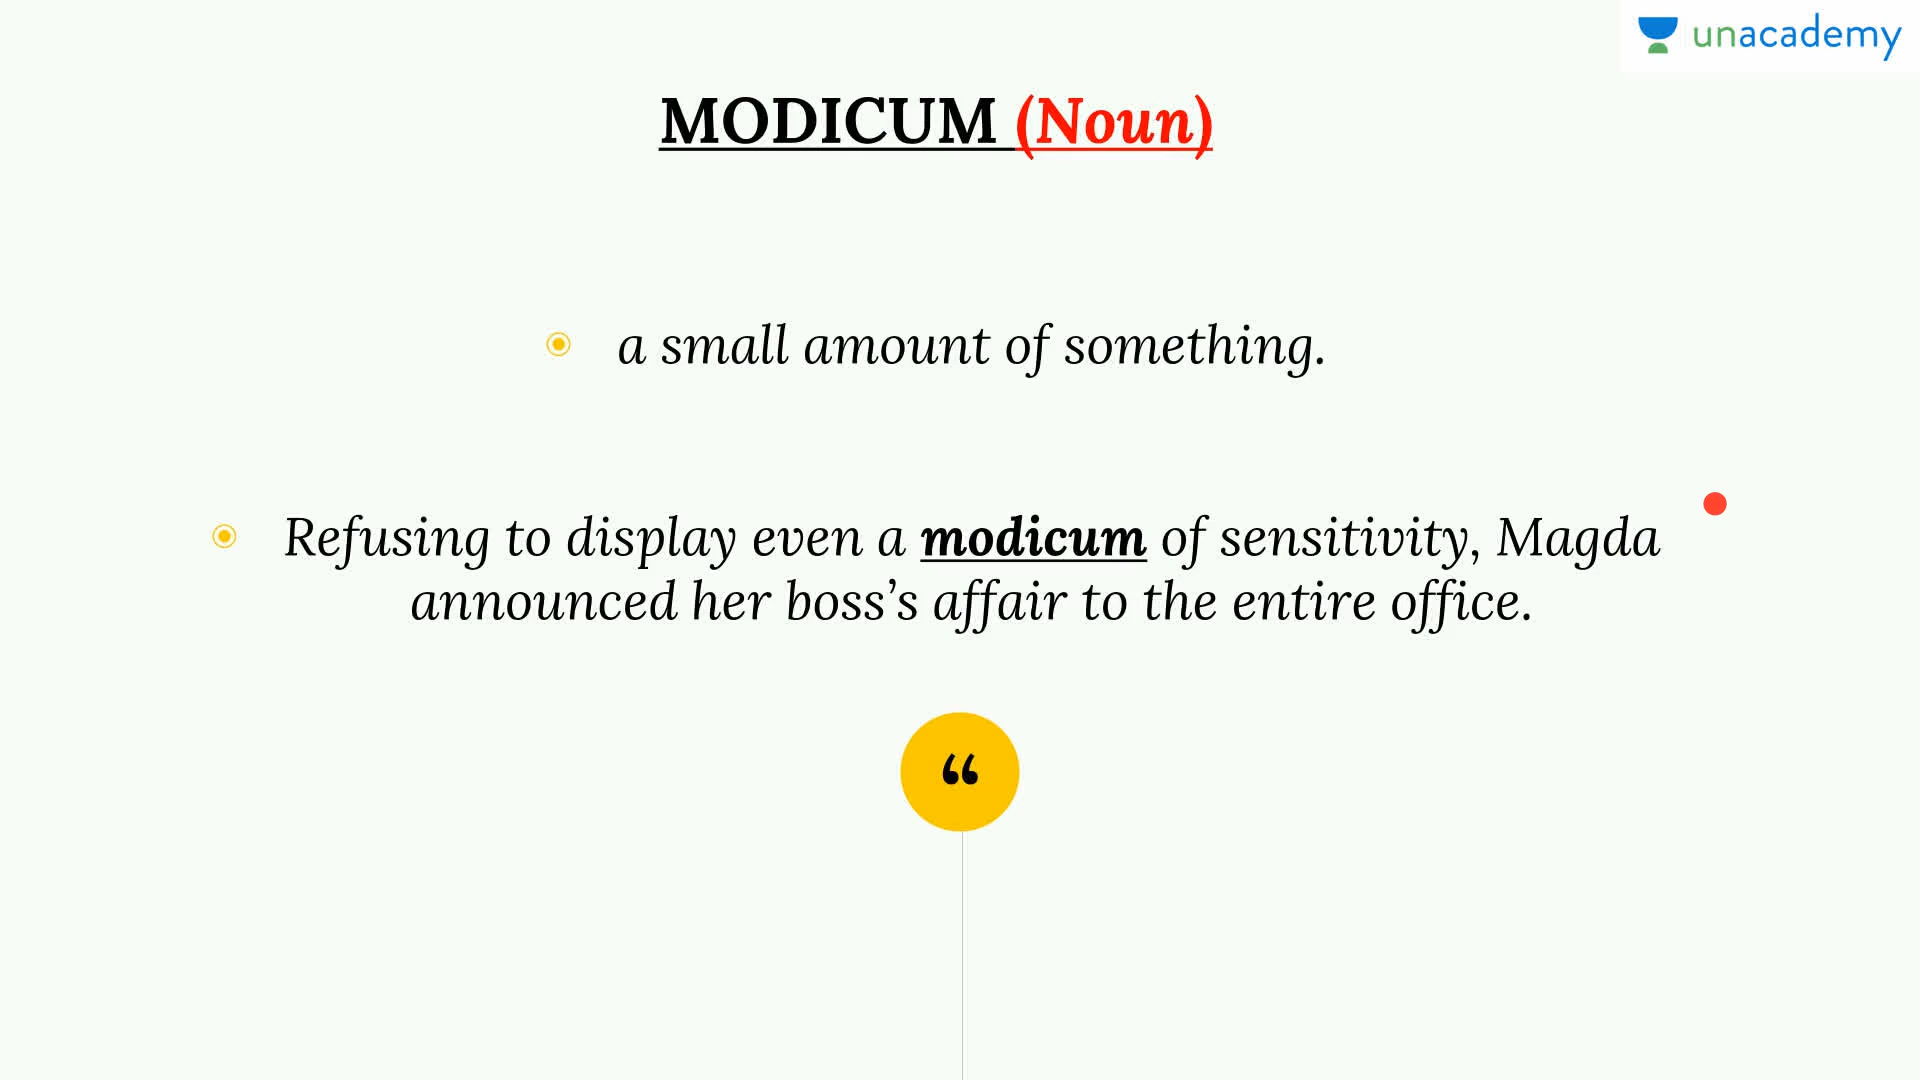 unacademy
MODICUM (Noun)
a small amount of something.
Refusing to display even a modicum of sensitivity, Magda
announced her boss’s affair to the entire office.
“